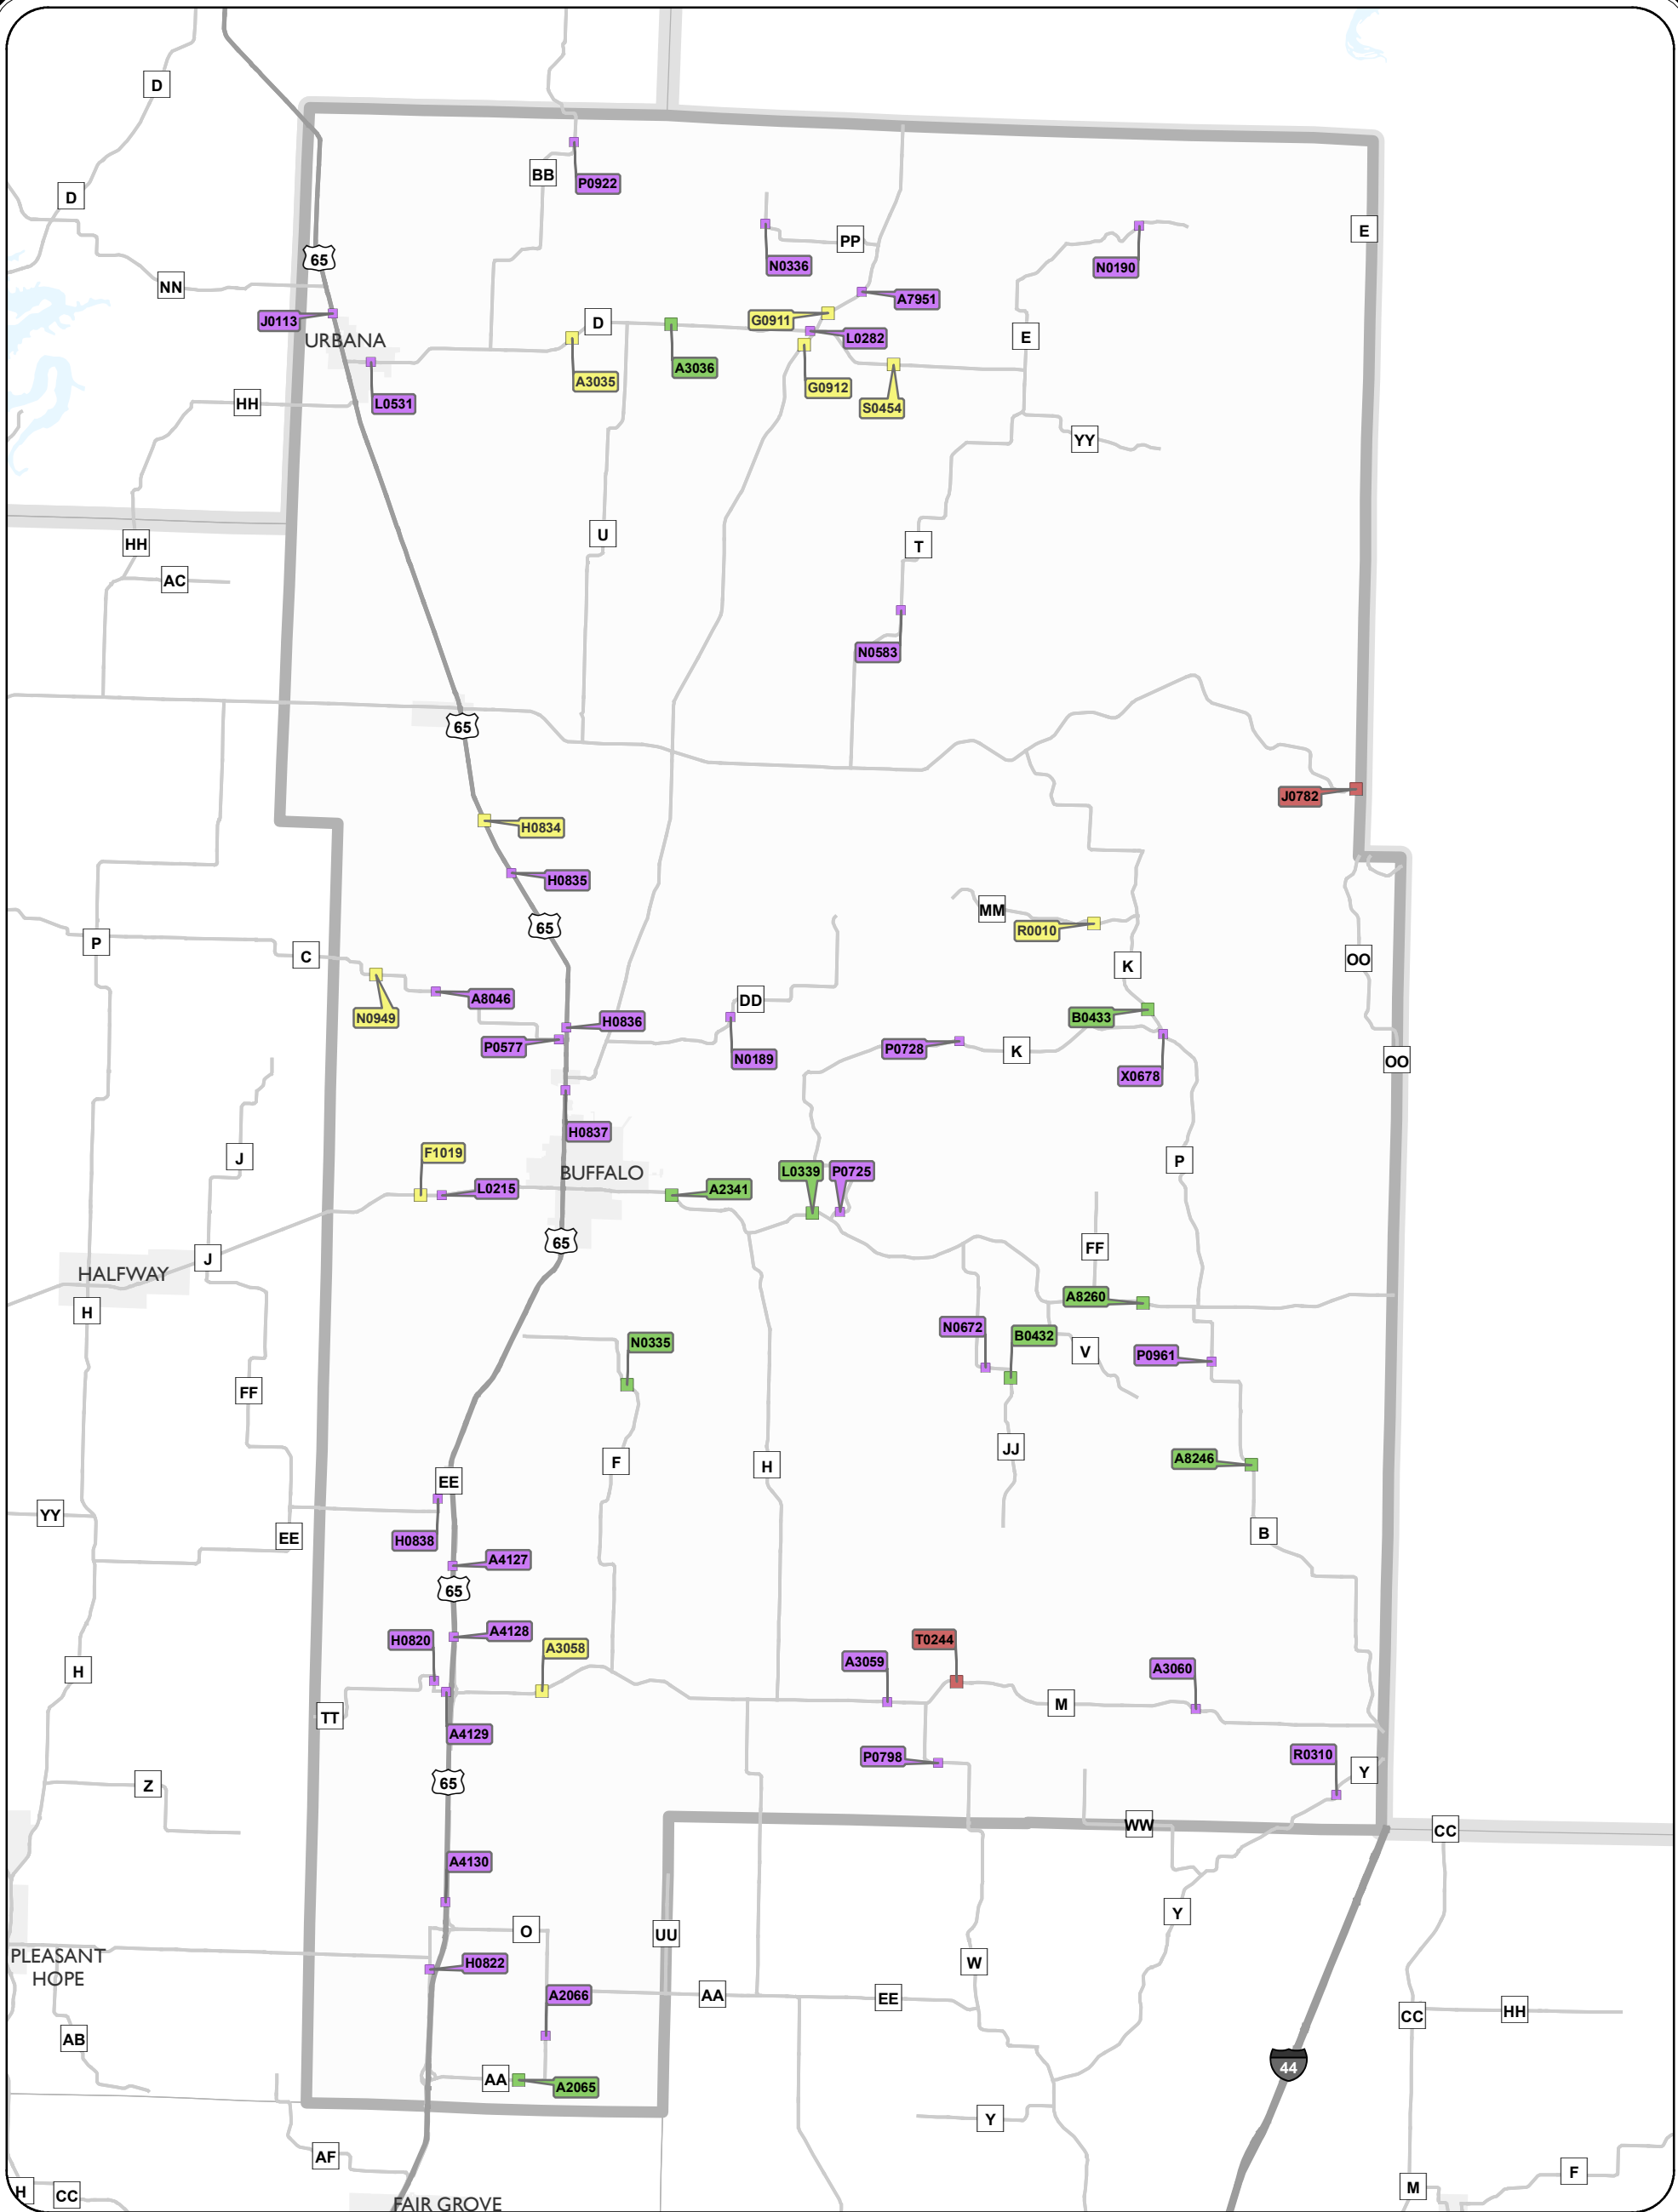 D
BB
P0922
D
E
65
PP
N0336
N0190
NN
A7951
J0113
G0911
D
URBANA
L0282
E
A3035
A3036
G0912
S0454
HH
L0531
YY
U
HH
T
AC
N0583
65
J0782
H0834
H0835
MM
65
R0010
P
C
OO
K
A8046
DD
N0949
B0433
H0836
P0577
P0728
K
N0189
OO
X0678
H0837
F1019
J
P
BUFFALO
L0339
P0725
L0215
A2341
65
FF
J
HALFWAY
A8260
H
N0672
B0432
N0335
V
P0961
FF
JJ
F
H
A8246
EE
YY
B
EE
H0838
A4127
65
H0820
A4128
T0244
A3058
A3059
A3060
H
M
TT
A4129
R0310
P0798
Y
65
Z
WW
CC
A4130
Y
O
UU
PLEASANT
HOPE
H0822
W
A2066
AA
EE
HH
CC
AB
44
AA
A2065
Y
AF
F
H
CC
M
FAIR GROVE